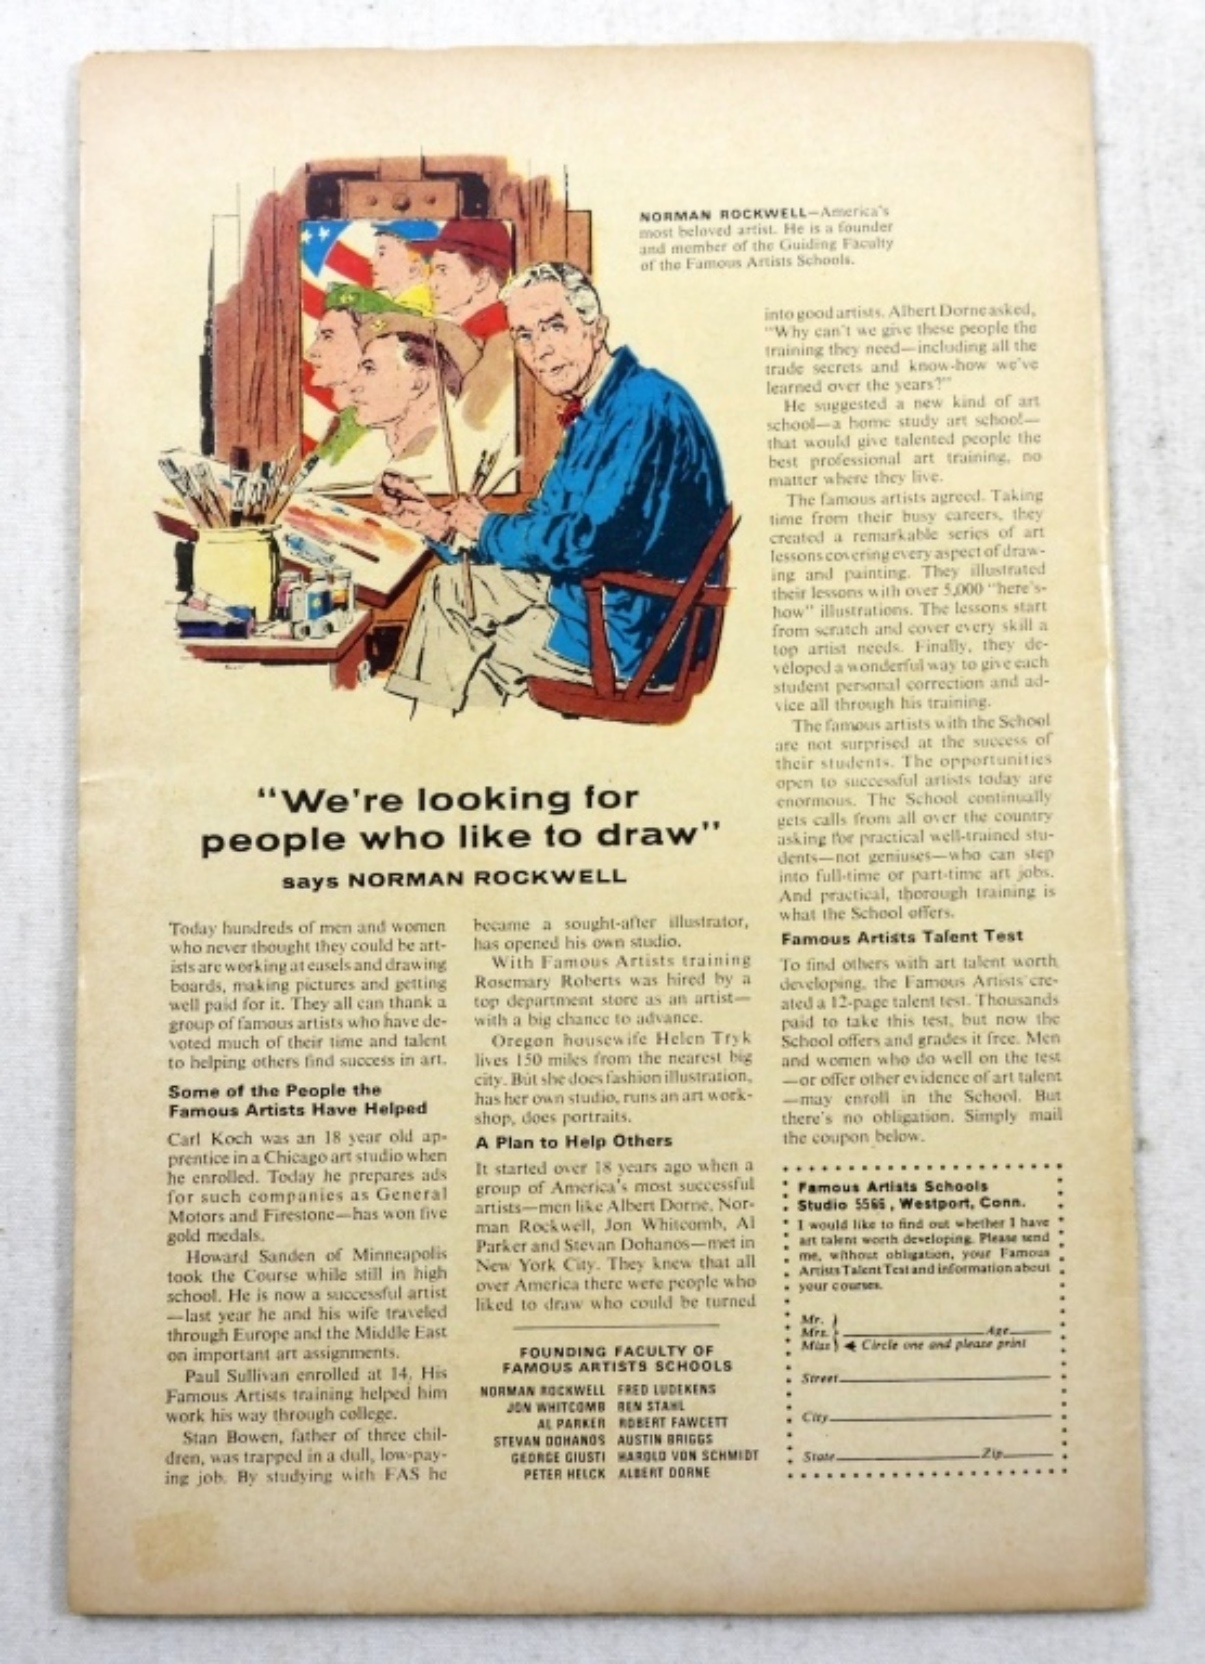 NORMAN ROCKWELL—America's
most beloved artist. He is a founder
and member of the Guiding Faculty
of the Famous Artists Schools.
"We're looking for
people who like to draw"
says NORMAN ROCKWELL
Today hundreds of men and women
who never thought they could be art-
ists are working at easels and drawing
boards, making pictures and getting
well paid for it. They all can thank a
group of famous artists who have de-
voted much of their time and talent
to helping others find success in art.
Some of the People the
Famous Artists Have Helped
Carl Koch was an 18 year old ap-
prentice in a Chicago art studio when
he enrolled. Today he prepares ads
for such companies as General
Motors and Firestone—has won five
gold medals.
Howard Sanden of Minneapolis
took the Course while still in high
school. He is now a successful artist
—last year he and his wife traveled
through Europe and the Middle East
on important art assignments.
Paul Sullivan enrolled at 14. His
Famous Artists training helped him
work his way through college.
Stan Bowen, father of three chil-
dren, was trapped in a dull, low-pay-
ing job. By studying with FAS he
became a sought-after illustrator,
has opened his own studio.
With Famous Artists training
Rosemary Roberts was hired by a
top department store as an artist—
with a big chance to advance.
Oregon housewife Helen Tryk
lives 150 miles from the nearest big
city. But she does fashion illustration,
has her own studio, runs an art work-
shop, does portraits.
A Plan to Help Others
It started over 18 years ago when a
group of America's most successful
artists—men like Albert Dorne, Nor-
man Rockwell, Jon Whitcomb, Al
Parker and Stevan Dohanos—met in
New York City. They knew that all
over America there were people who
liked to draw who could be turned
FOUNDING FACULTY OF
FAMOUS ARTISTS SCHOOLS
NORMAN ROCKWELL FRED LUDEKENS
JON WHITCOMB BEN STAHL
AL PARKER ROBERT FAWCETT
STEVAN DOHANOS AUSTIN BRIGGS
GEORGE GIUSTI HAROLD VON SCHMIDT
PETER HELCK ALBERT DORNE
into good artists. Albert Dorne asked,
"Why can't we give these people the
training they need—including all the
trade secrets and know-how we've
learned over the years?"
He suggested a new kind of art
school—a home study art school—
that would give talented people the
best professional art training, no
matter where they live.
The famous artists agreed. Taking
time from their busy careers, they
created a remarkable series of art
lessons covering every aspect of draw-
ing and painting. They illustrated
their lessons with over 5,000 "here's-
how" illustrations. The lessons start
from scratch and cover every skill a
top artist needs. Finally, they de-
veloped a wonderful way to give each
student personal correction and ad-
vice all through his training.
The famous artists with the School
are not surprised at the success of
their students. The opportunities
open to successful artists today are
enormous. The School continually
gets calls from all over the country
asking for practical well-trained stu-
dents—not geniuses—who can step
into full-time or part-time art jobs.
And practical, thorough training is
what the School offers.
Famous Artists Talent Test
To find others with art talent worth
developing, the Famous Artists cre-
ated a 12-page talent test. Thousands
paid to take this test, but now the
School offers and grades it free. Men
and women who do well on the test
—or offer other evidence of art talent
—may enroll in the School. But
there's no obligation. Simply mail
the coupon below.
Famous Artists Schools
Studio 5566, Westport, Conn.
I would like to find out whether I have
art talent worth developing. Please send
me, without obligation, your Famous
Artists Talent Test and information about
your courses.
Mr.
Mrs. Age
Miss Circle one and please print
Street
City
State Zip